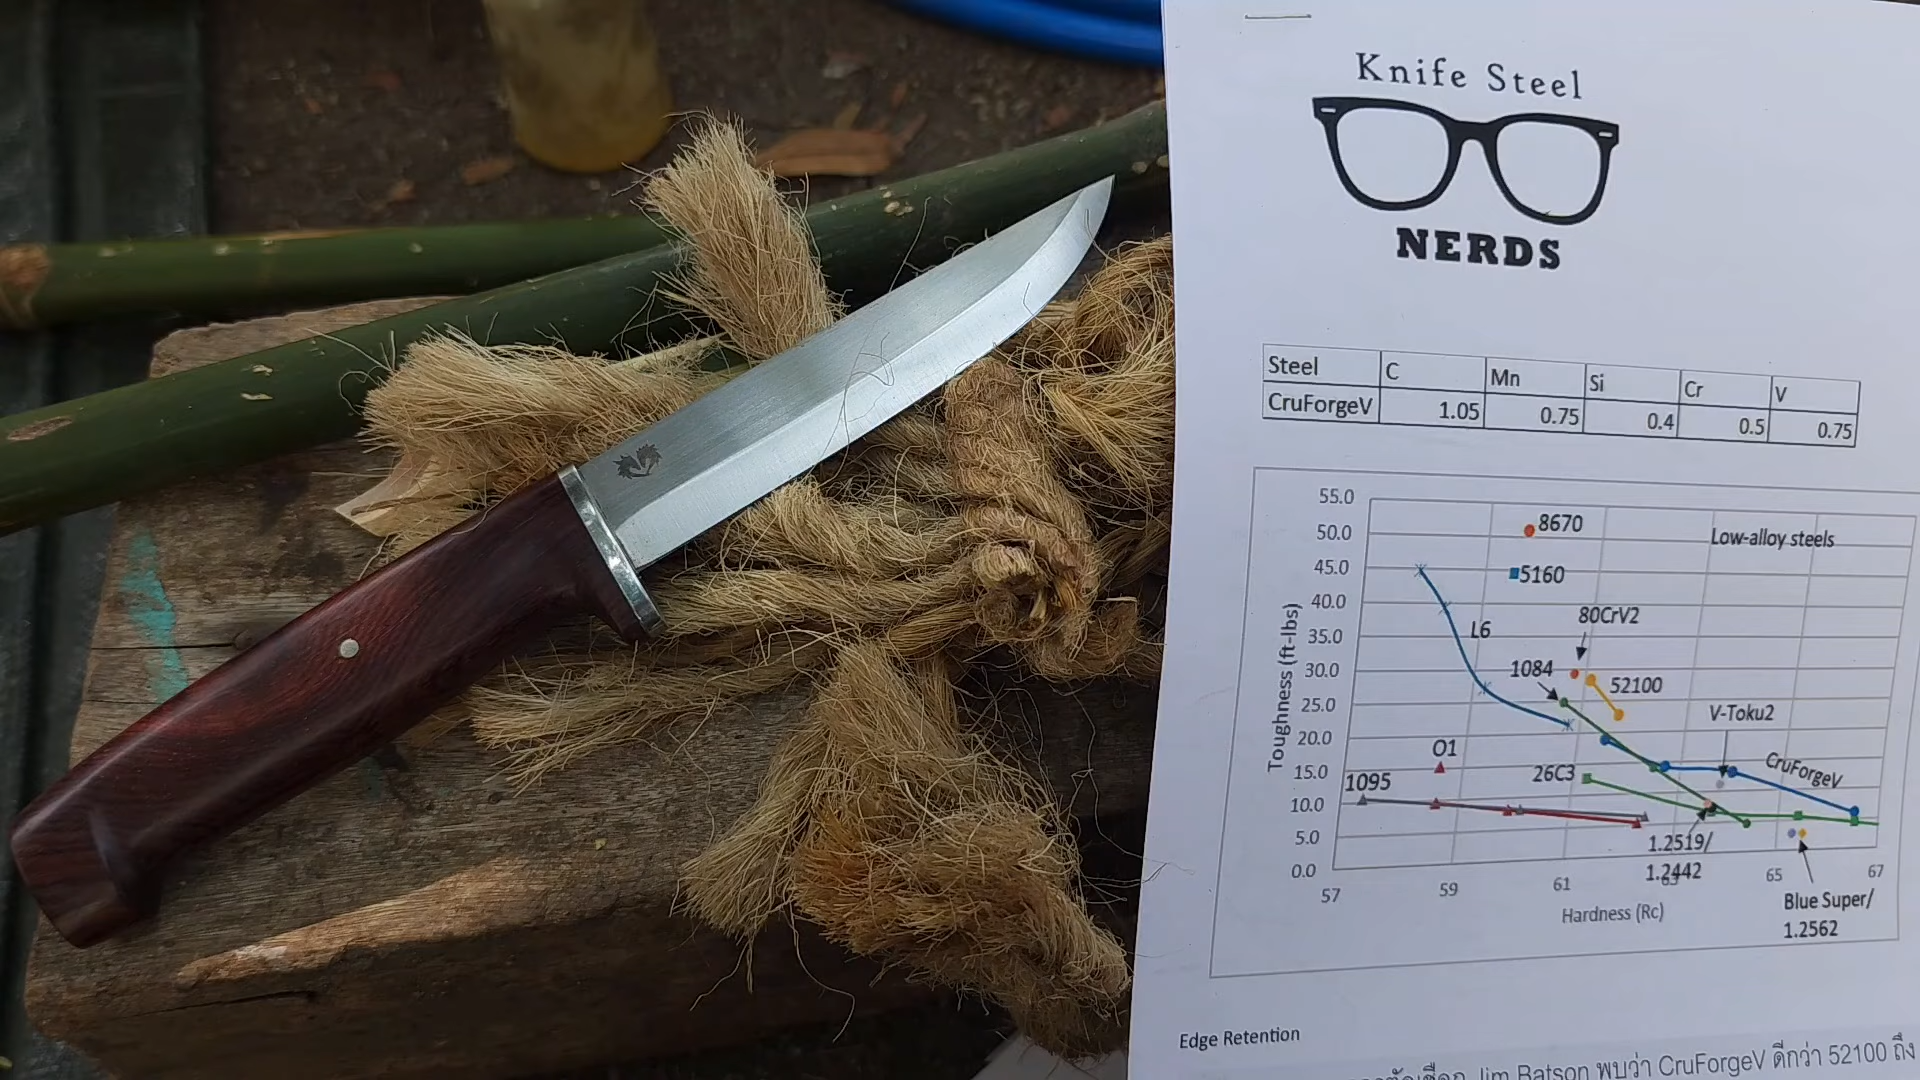 Knife Steel
NERDS
Steel C Mn Si Cr V
CruForgeV 1.05 0.75 0.4 0.5 0.75
55.0
50.0
45.0
40.0
35.0
30.0
25.0
20.0
15.0
10.0
5.0
0.0
Toughness (ft-lbs)
Low-alloy steels
8670
5160
80CrV2
L6
1084
52100
V-Toku2
O1
CruForgeV
26C3
1095
1.2519/
1.2442
57 59 61 63 65 67
Hardness (Rc)
Blue Super/
1.2562
Edge Retention
Jim Batson พบว่า CruForgeV ดีกว่า 52100 ถึง